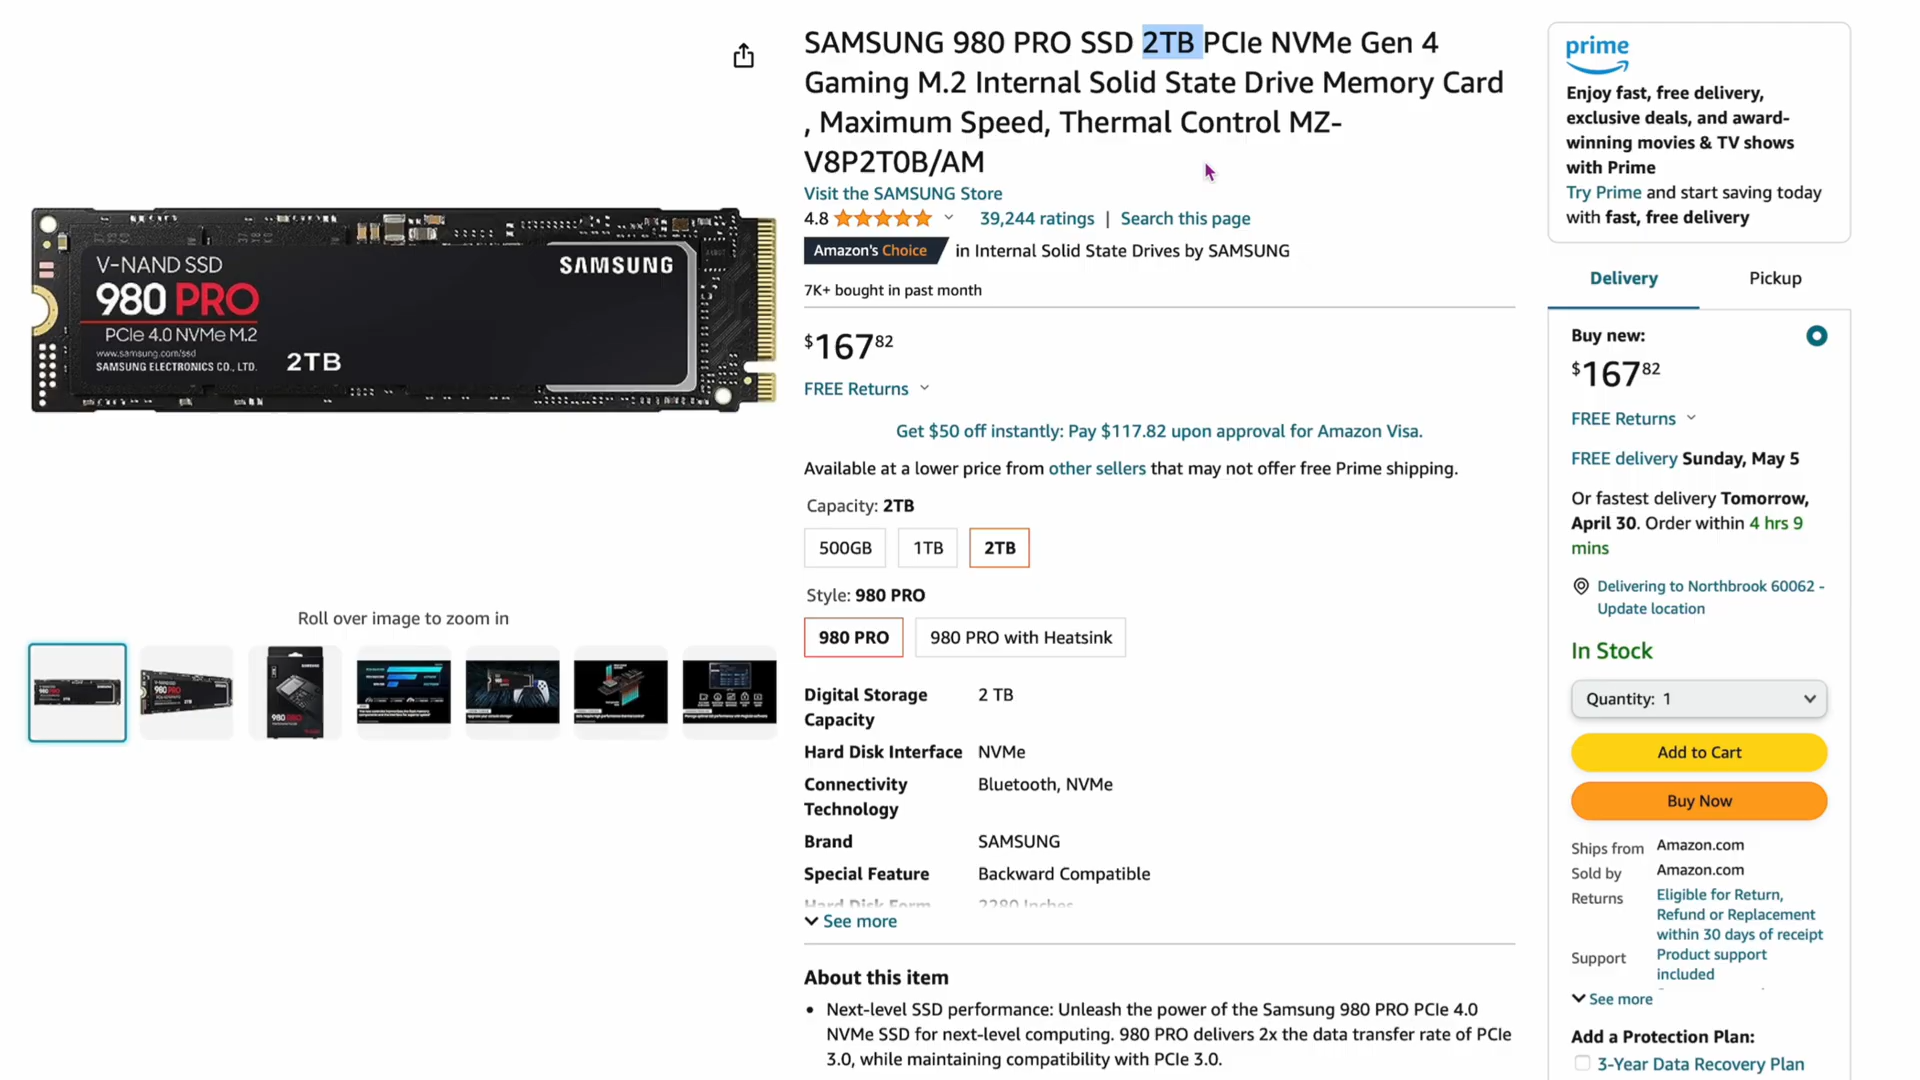 SAMSUNG 980 PRO SSD 2TB PCIe NVMe Gen 4
Gaming M.2 Internal Solid State Drive Memory Card
, Maximum Speed, Thermal Control MZ-
V8P2T0B/AM
Visit the SAMSUNG Store
4.8
39,244 ratings | Search this page
Amazon's Choice in Internal Solid State Drives by SAMSUNG
7K+ bought in past month
V-NAND SSD
980 PRO
PCIe 4.0 NVMe M.2
www.samsung.com/ssd
SAMSUNG ELECTRONICS CO., LTD.
2TB
SAMSUNG
Roll over image to zoom in
$167 82
FREE Returns
Get $50 off instantly: Pay $117.82 upon approval for Amazon Visa.
Available at a lower price from other sellers that may not offer free Prime shipping.
Capacity: 2TB
500GB 1TB 2TB
Style: 980 PRO
980 PRO 980 PRO with Heatsink
Digital Storage Capacity 2 TB
Hard Disk Interface NVMe
Connectivity Technology Bluetooth, NVMe
Brand SAMSUNG
Special Feature Backward Compatible
Hard Disk Form 2280 Inches
See more
About this item
• Next-level SSD performance: Unleash the power of the Samsung 980 PRO PCIe 4.0
NVMe SSD for next-level computing. 980 PRO delivers 2x the data transfer rate of PCIe
3.0, while maintaining compatibility with PCIe 3.0.
prime
Enjoy fast, free delivery,
exclusive deals, and award-
winning movies & TV shows
with Prime
Try Prime and start saving today
with fast, free delivery
Delivery Pickup
Buy new:
$167 82
FREE Returns
FREE delivery Sunday, May 5
Or fastest delivery Tomorrow,
April 30. Order within 4 hrs 9
mins
Delivering to Northbrook 60062 -
Update location
In Stock
Quantity: 1
Add to Cart
Buy Now
Ships from Amazon.com
Sold by Amazon.com
Returns Eligible for Return,
Refund or Replacement
within 30 days of receipt
Support Product support
included
See more
Add a Protection Plan:
3-Year Data Recovery Plan